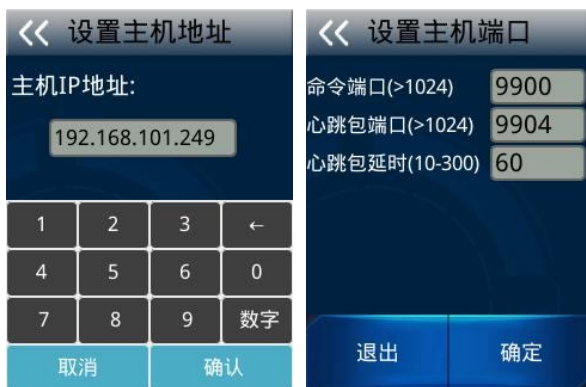 设置主机地址
主机IP地址:
192.168.101.249
1 2 3 ←
4 5 6 0
7 8 9 数字
取消 确认
设置主机端口
命令端口(>1024) 9900
心跳包端口(>1024) 9904
心跳包延时(10-300) 60
退出 确定